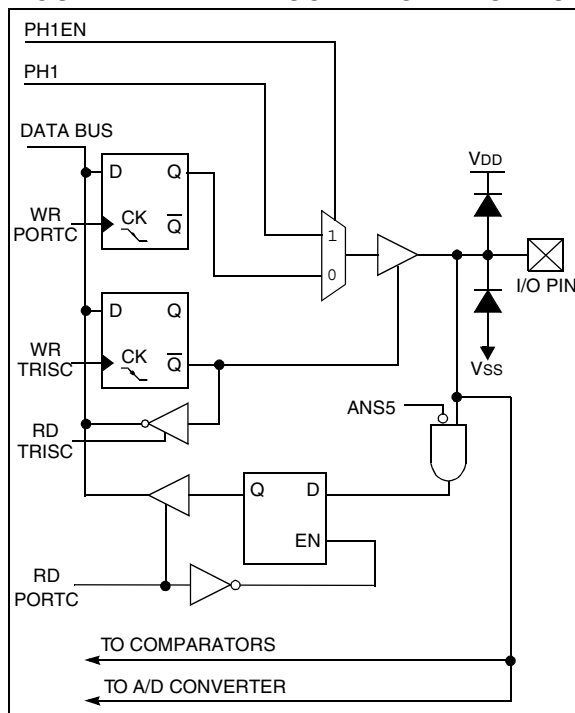 PH1EN
PH1
DATA BUS
D Q
WR
PORTC
CK
Q
1
0
VDD
I/O PIN
VSS
D Q
WR
TRISC
CK
Q
RD
TRISC
ANS5
Q D
EN
RD
PORTC
TO COMPARATORS
TO A/D CONVERTER